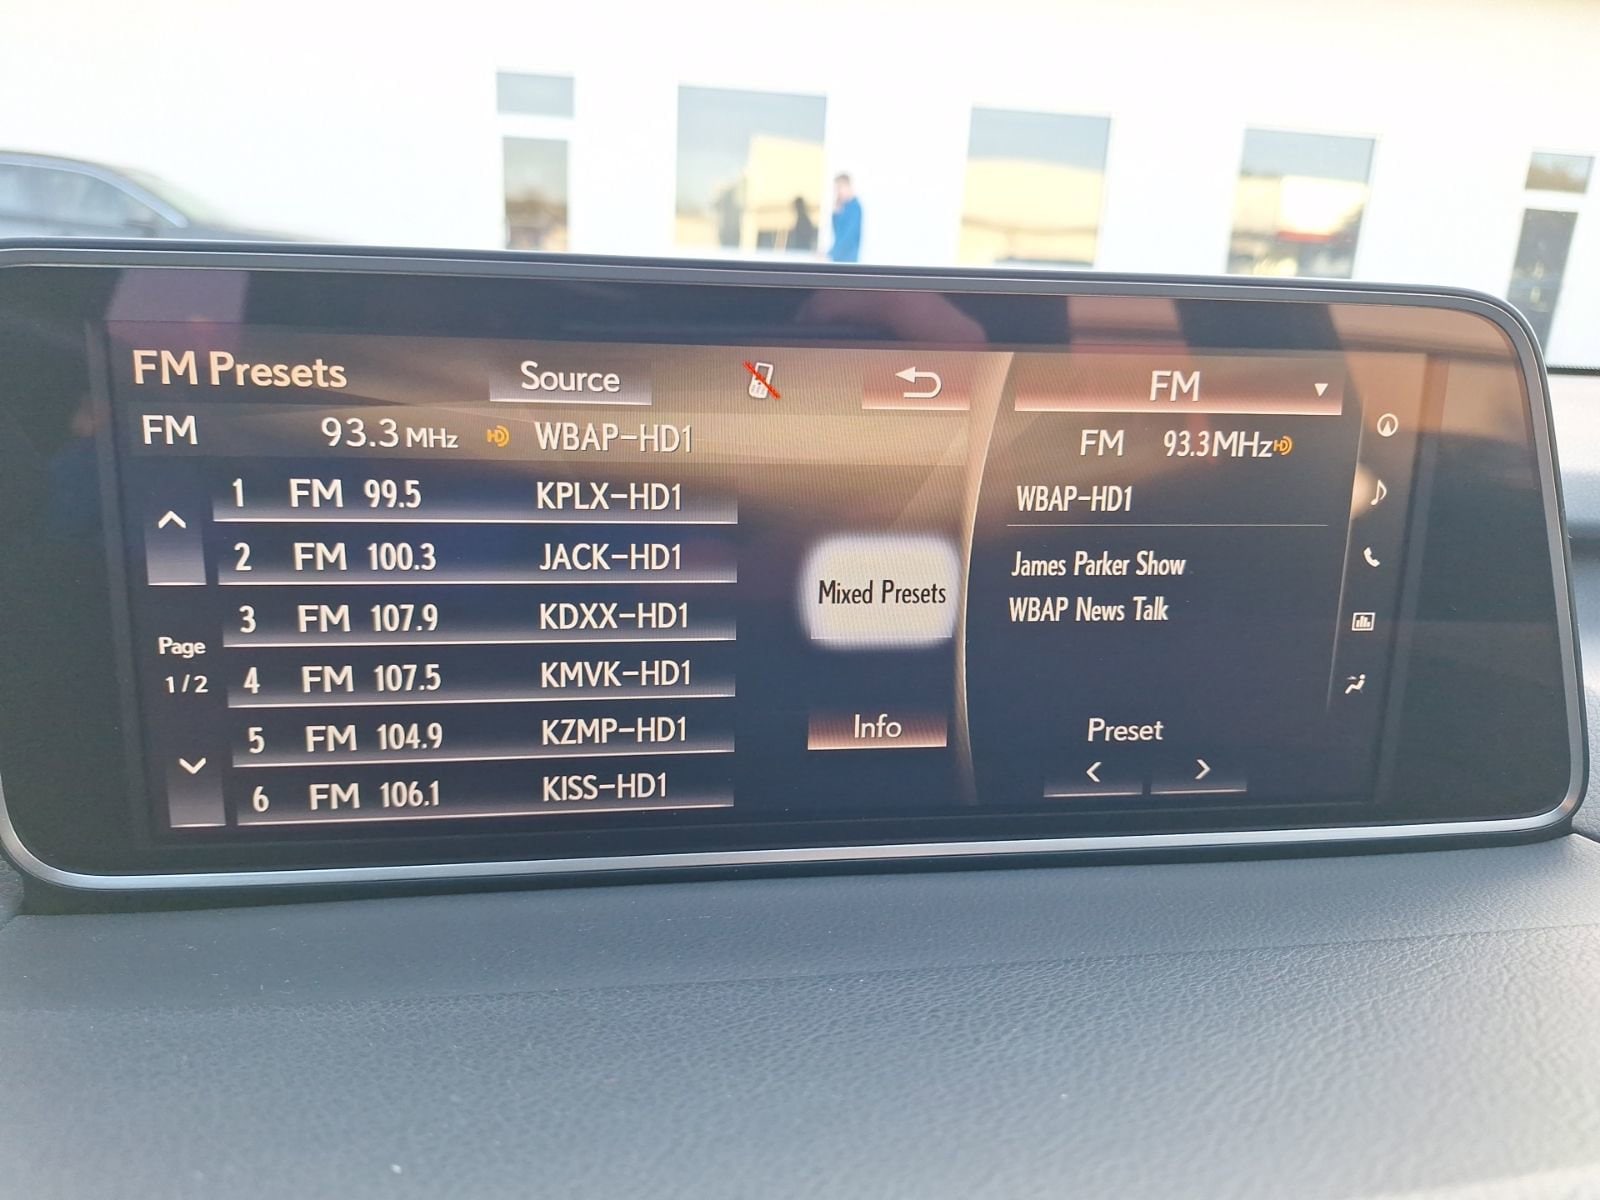 FM Presets Source
FM 93.3 MHz HD WBAP-HD1
1 FM 99.5 KPLX-HD1
2 FM 100.3 JACK-HD1
3 FM 107.9 KDXX-HD1
4 FM 107.5 KMVK-HD1
5 FM 104.9 KZMP-HD1
6 FM 106.1 KISS-HD1
Page
1/2
Mixed Presets
Info
FM
FM 93.3MHz HD
WBAP-HD1
James Parker Show
WBAP News Talk
Preset